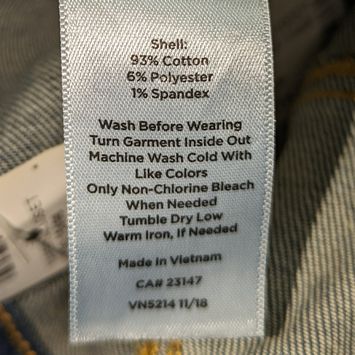 Shell:
93% Cotton
6% Polyester
1% Spandex
Wash Before Wearing
Turn Garment Inside Out
Machine Wash Cold With
Like Colors
Only Non-Chlorine Bleach
When Needed
Tumble Dry Low
Warm Iron, If Needed
Made In Vietnam
CA# 23147
VN5214 11/18